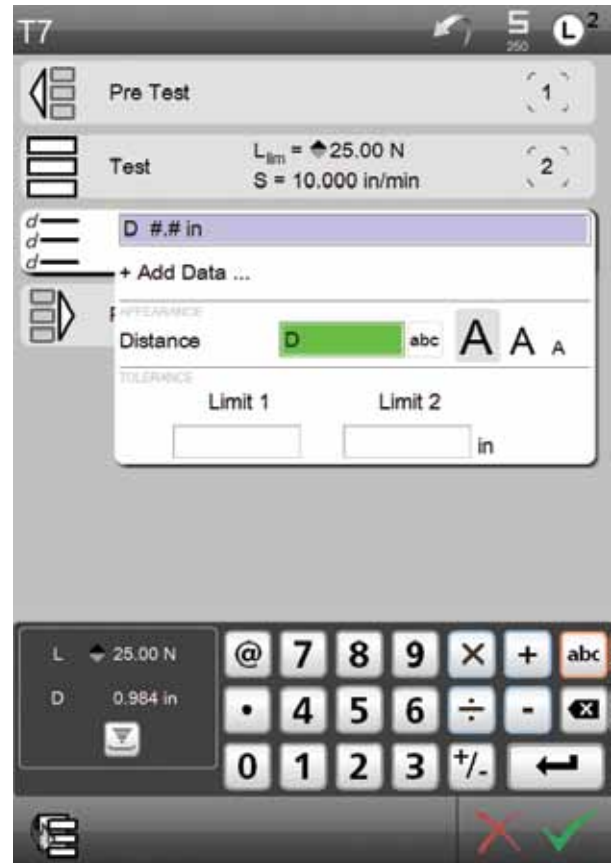 T7
5
250
L 2
Pre Test
1
Test
L lim = 25.00 N
S = 10.000 in/min
2
d
d
d
D #.# in
+ Add Data ...
APPEARANCE
Distance
D
abc
A A A
TOLERANCE
Limit 1 Limit 2
in
L 25.00 N
D 0.984 in
@ 7 8 9 × + abc
• 4 5 6 ÷ -
0 1 2 3 +/-